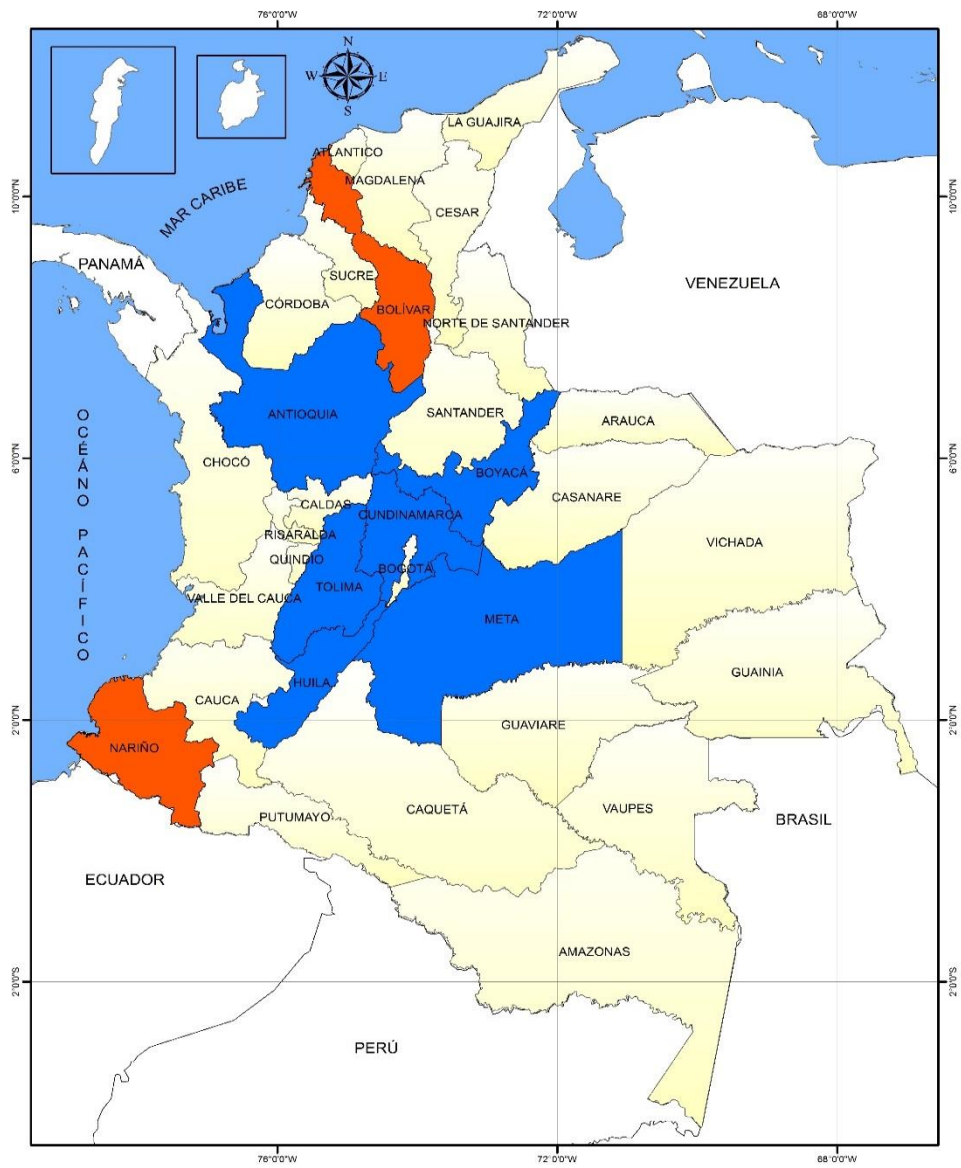 76°0'0"W 72°0'0"W 68°0'0"W
N
W E
S
LA GUAJIRA
ATLANTICO
MAGDALENA
10°0'0"N 10°0'0"N
MAR CARIBE
CESAR
PANAMÁ
SUCRE
VENEZUELA
CÓRDOBA
BOLÍVAR
NORTE DE SANTANDER
ANTIOQUIA
SANTANDER
ARAUCA
OCÉÁNO PACÍFICO
6°0'0"N 6°0'0"N
CHOCÓ
BOYACÁ
CASANARE
CALDAS
CUNDINAMARCA
RISARALDA
VICHADA
QUINDIO
BOGOTÁ
TOLIMA
VALLE DEL CAUCA
META
GUAINIA
HUILA
CAUCA
2°0'0"N 2°0'0"N
GUAVIARE
NARIÑO
CAQUETÁ
VAUPES
PUTUMAYO
BRASIL
ECUADOR
AMAZONAS
2°0'0"S 2°0'0"S
PERÚ
76°0'0"W 72°0'0"W 68°0'0"W